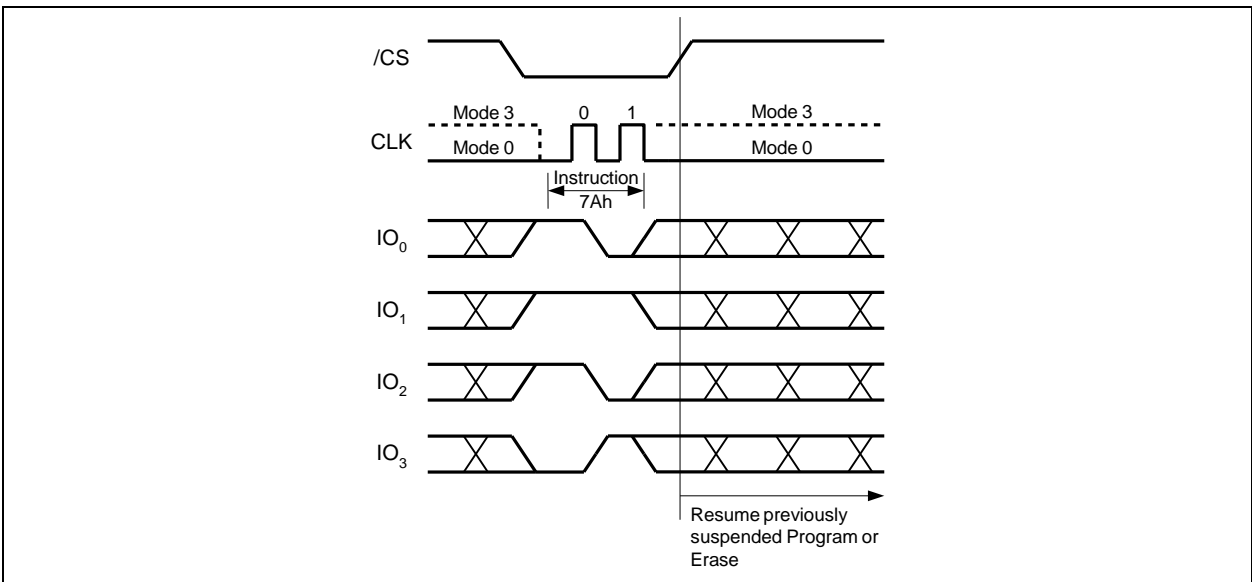 /CS
Mode 3 0 1 Mode 3
CLK Mode 0 Mode 0
Instruction
7Ah
IO0
IO1
IO2
IO3
Resume previously
suspended Program or
Erase